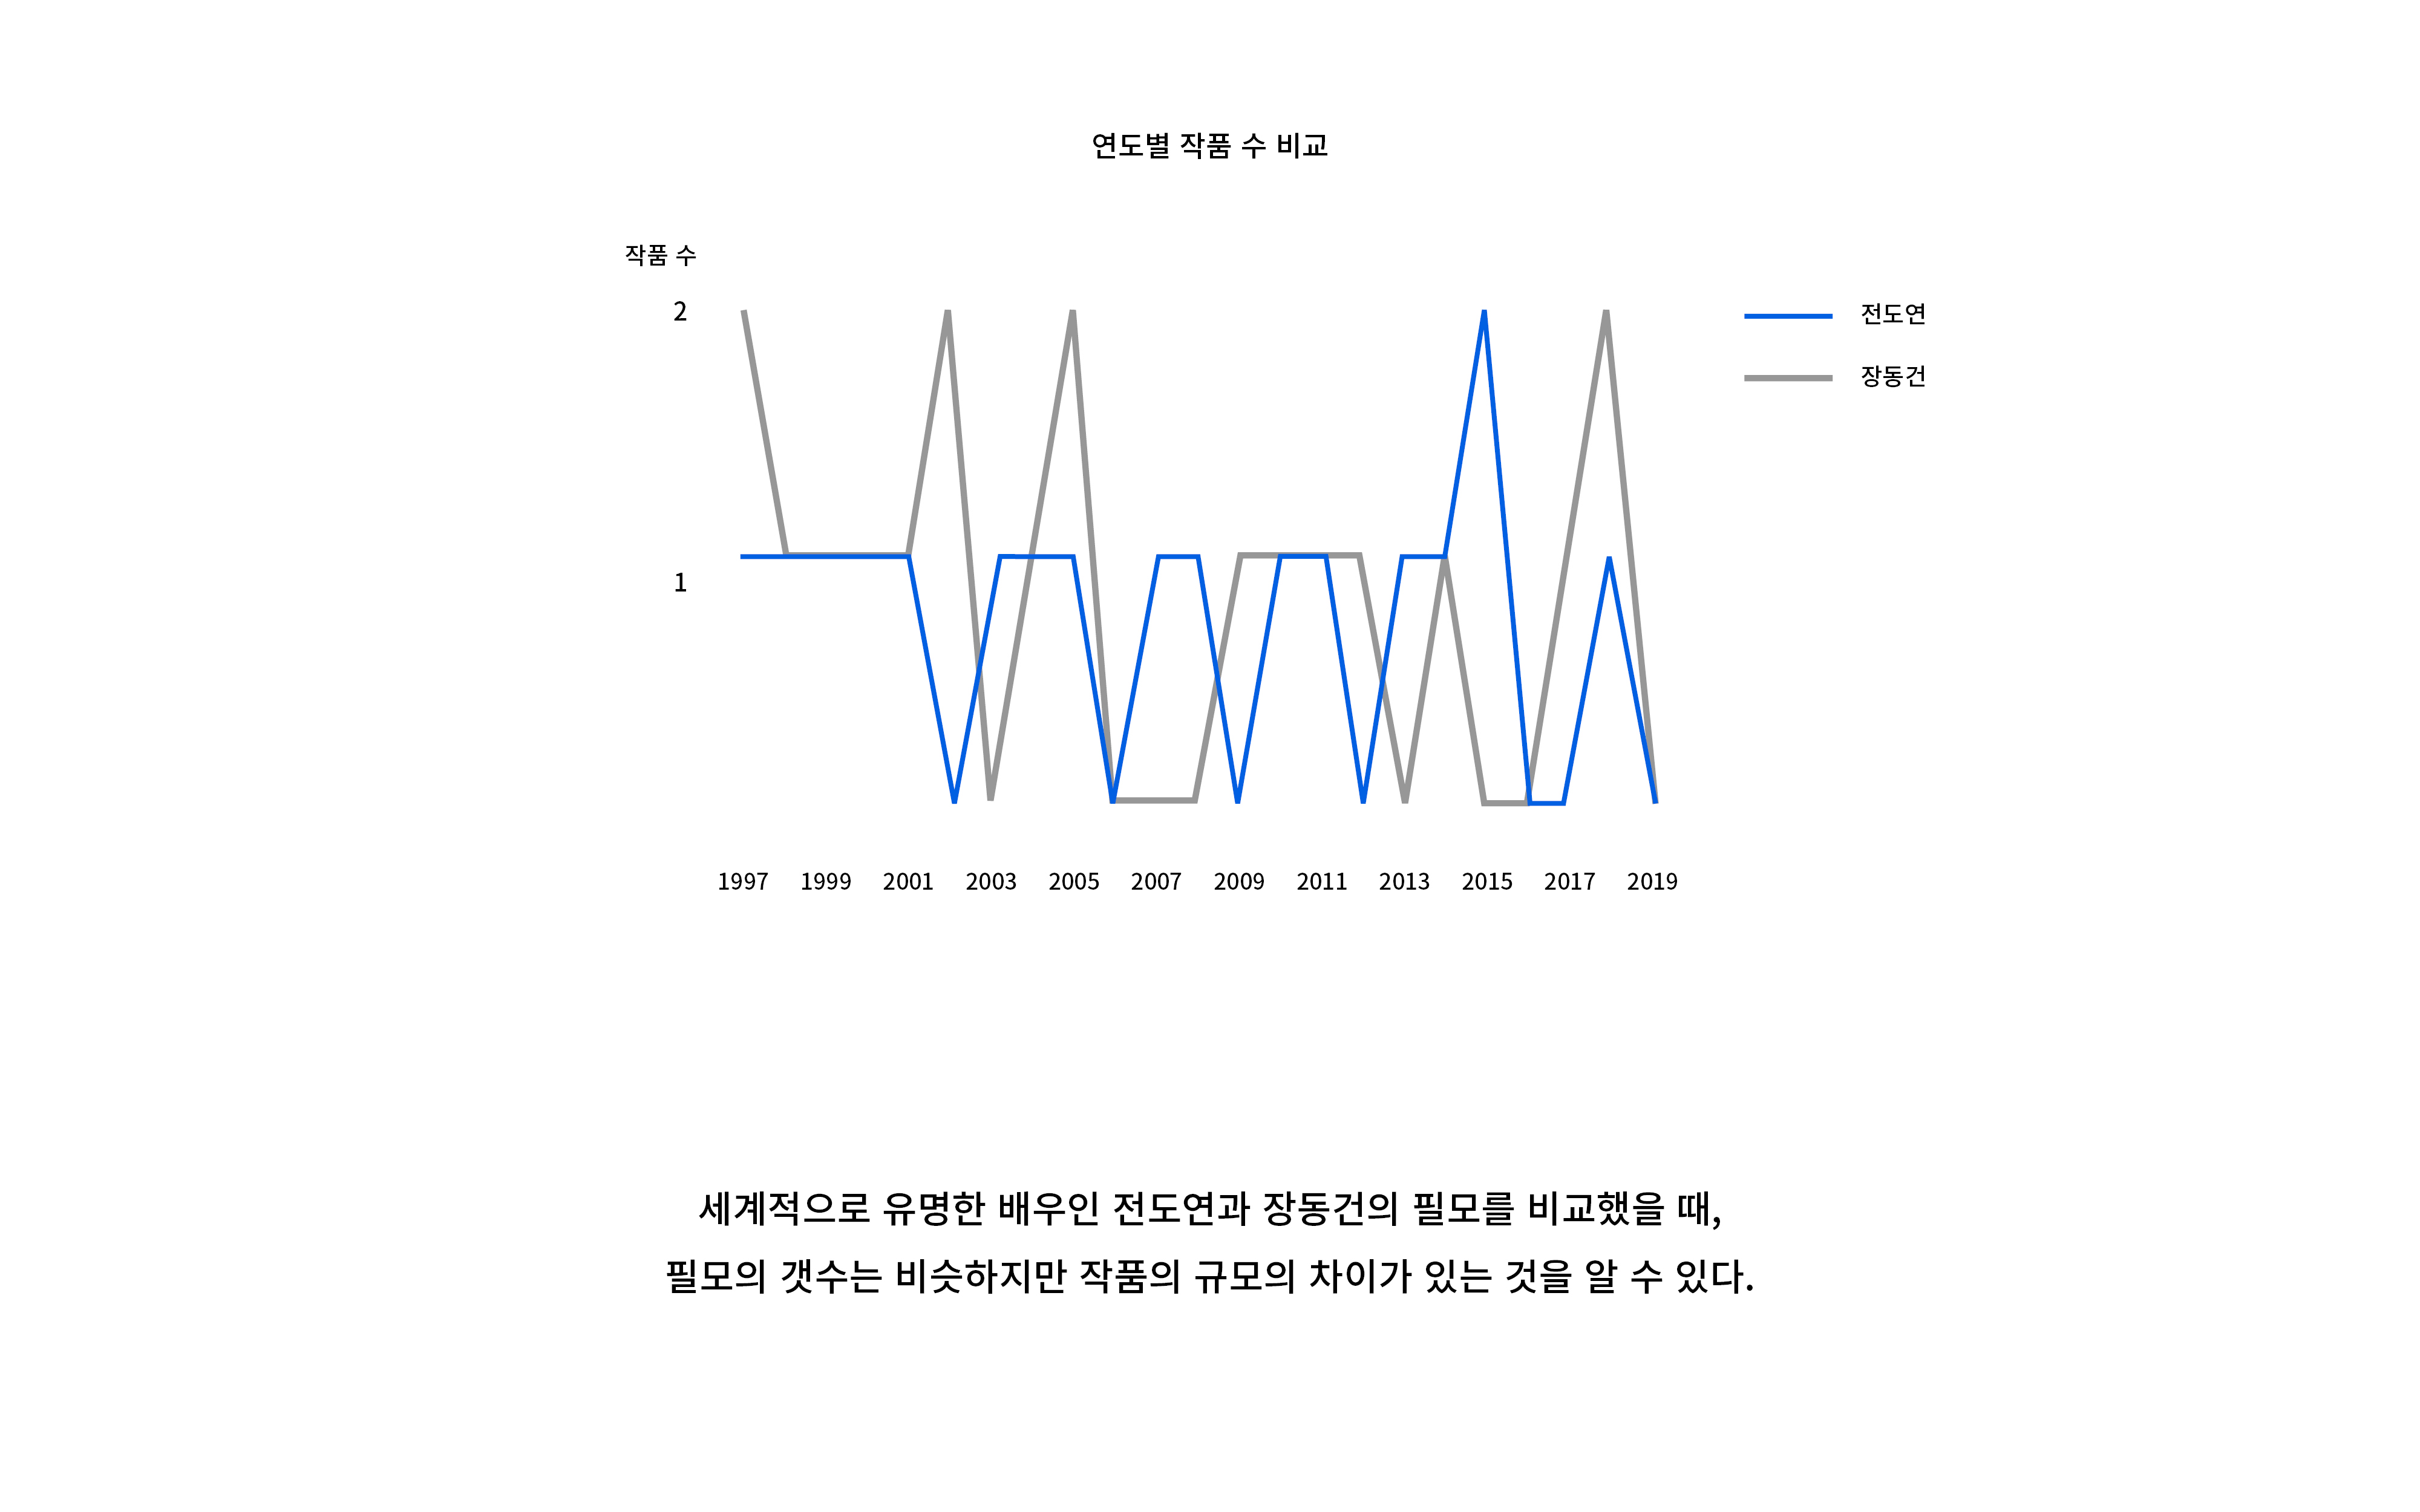 연도별 작품 수 비교
작품 수
2
1
전도연
장동건
1997 1999 2001 2003 2005 2007 2009 2011 2013 2015 2017 2019
세계적으로 유명한 배우인 전도연과 장동건의 필모를 비교했을 때,
필모의 갯수는 비슷하지만 작품의 규모의 차이가 있는 것을 알 수 있다.